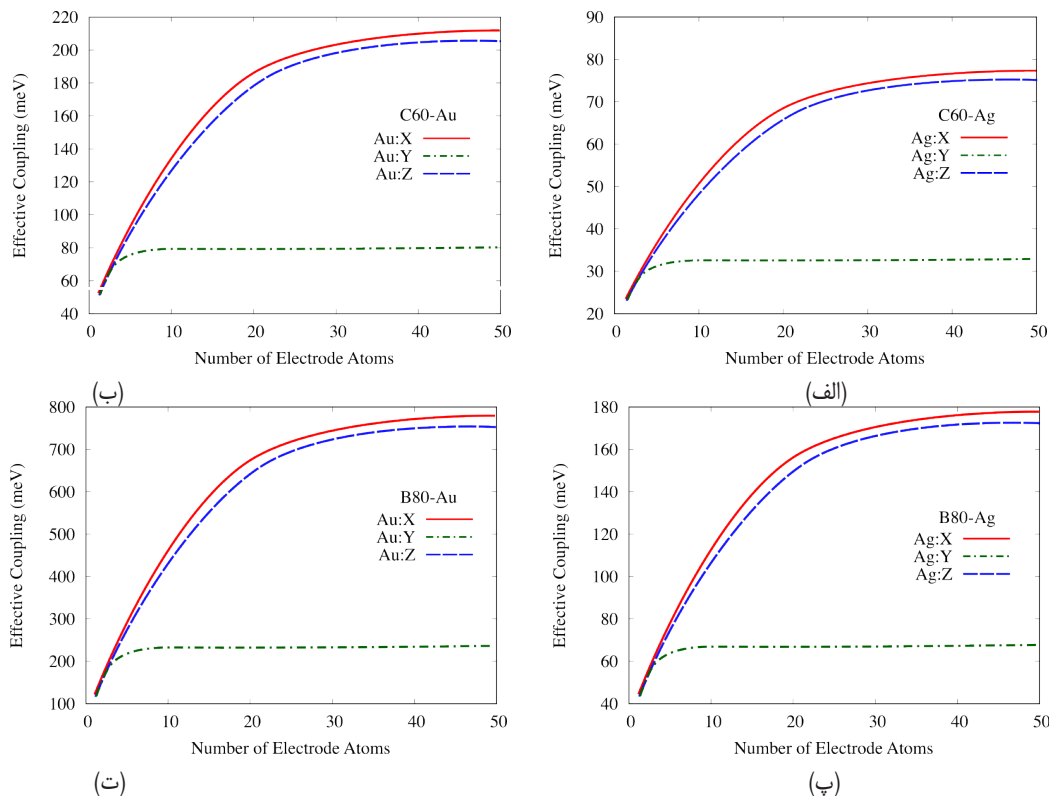 220
200
180
160
140
120
100
80
60
40
0
10
20
30
40
50
Effective Coupling (meV)
Number of Electrode Atoms
C60-Au
Au:X
Au:Y
Au:Z
(ب)
90
80
70
60
50
40
30
20
0
10
20
30
40
50
Effective Coupling (meV)
Number of Electrode Atoms
C60-Ag
Ag:X
Ag:Y
Ag:Z
(الف)
800
700
600
500
400
300
200
100
0
10
20
30
40
50
Effective Coupling (meV)
Number of Electrode Atoms
B80-Au
Au:X
Au:Y
Au:Z
(ت)
180
160
140
120
100
80
60
40
0
10
20
30
40
50
Effective Coupling (meV)
Number of Electrode Atoms
B80-Ag
Ag:X
Ag:Y
Ag:Z
(پ)